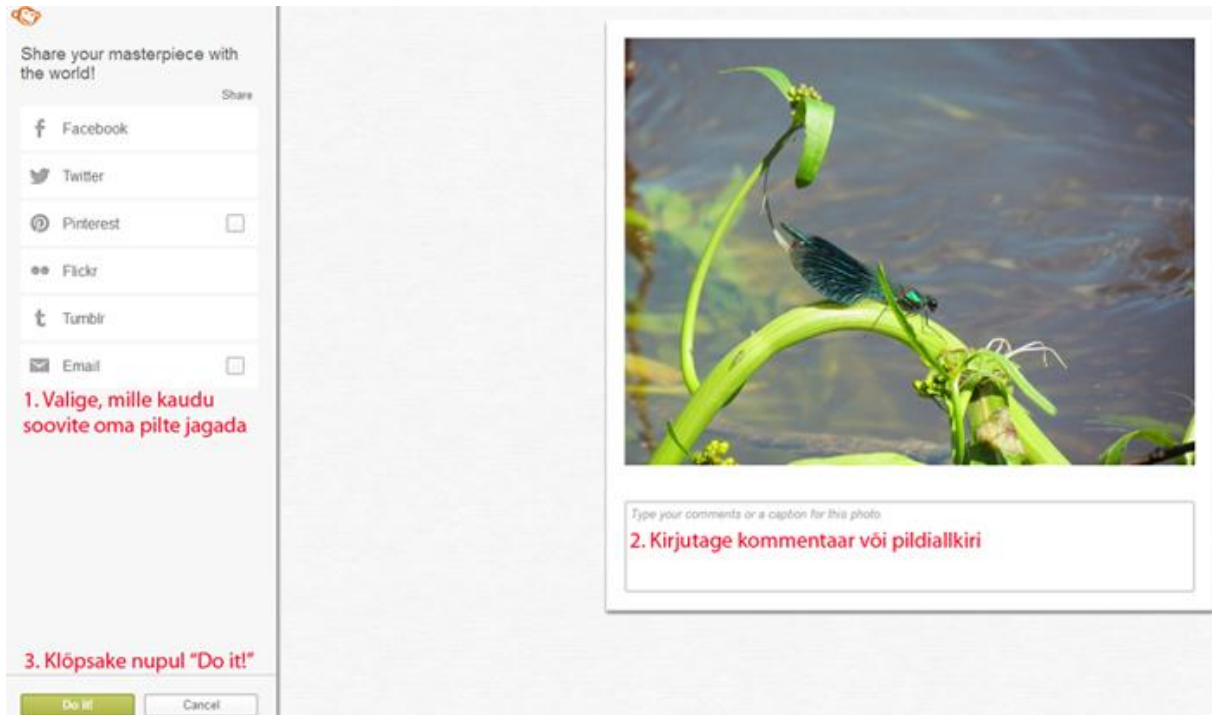 Share your masterpiece with
the world!
Share
Facebook
Twitter
Pinterest
Flickr
Tumblr
Email
1. Valige, mille kaudu
soovite oma pilte jagada
Type your comments or a caption for this photo
2. Kirjutage kommentaar või pildiallkiri
3. Klõpsake nupul “Do it!”
Do it!
Cancel